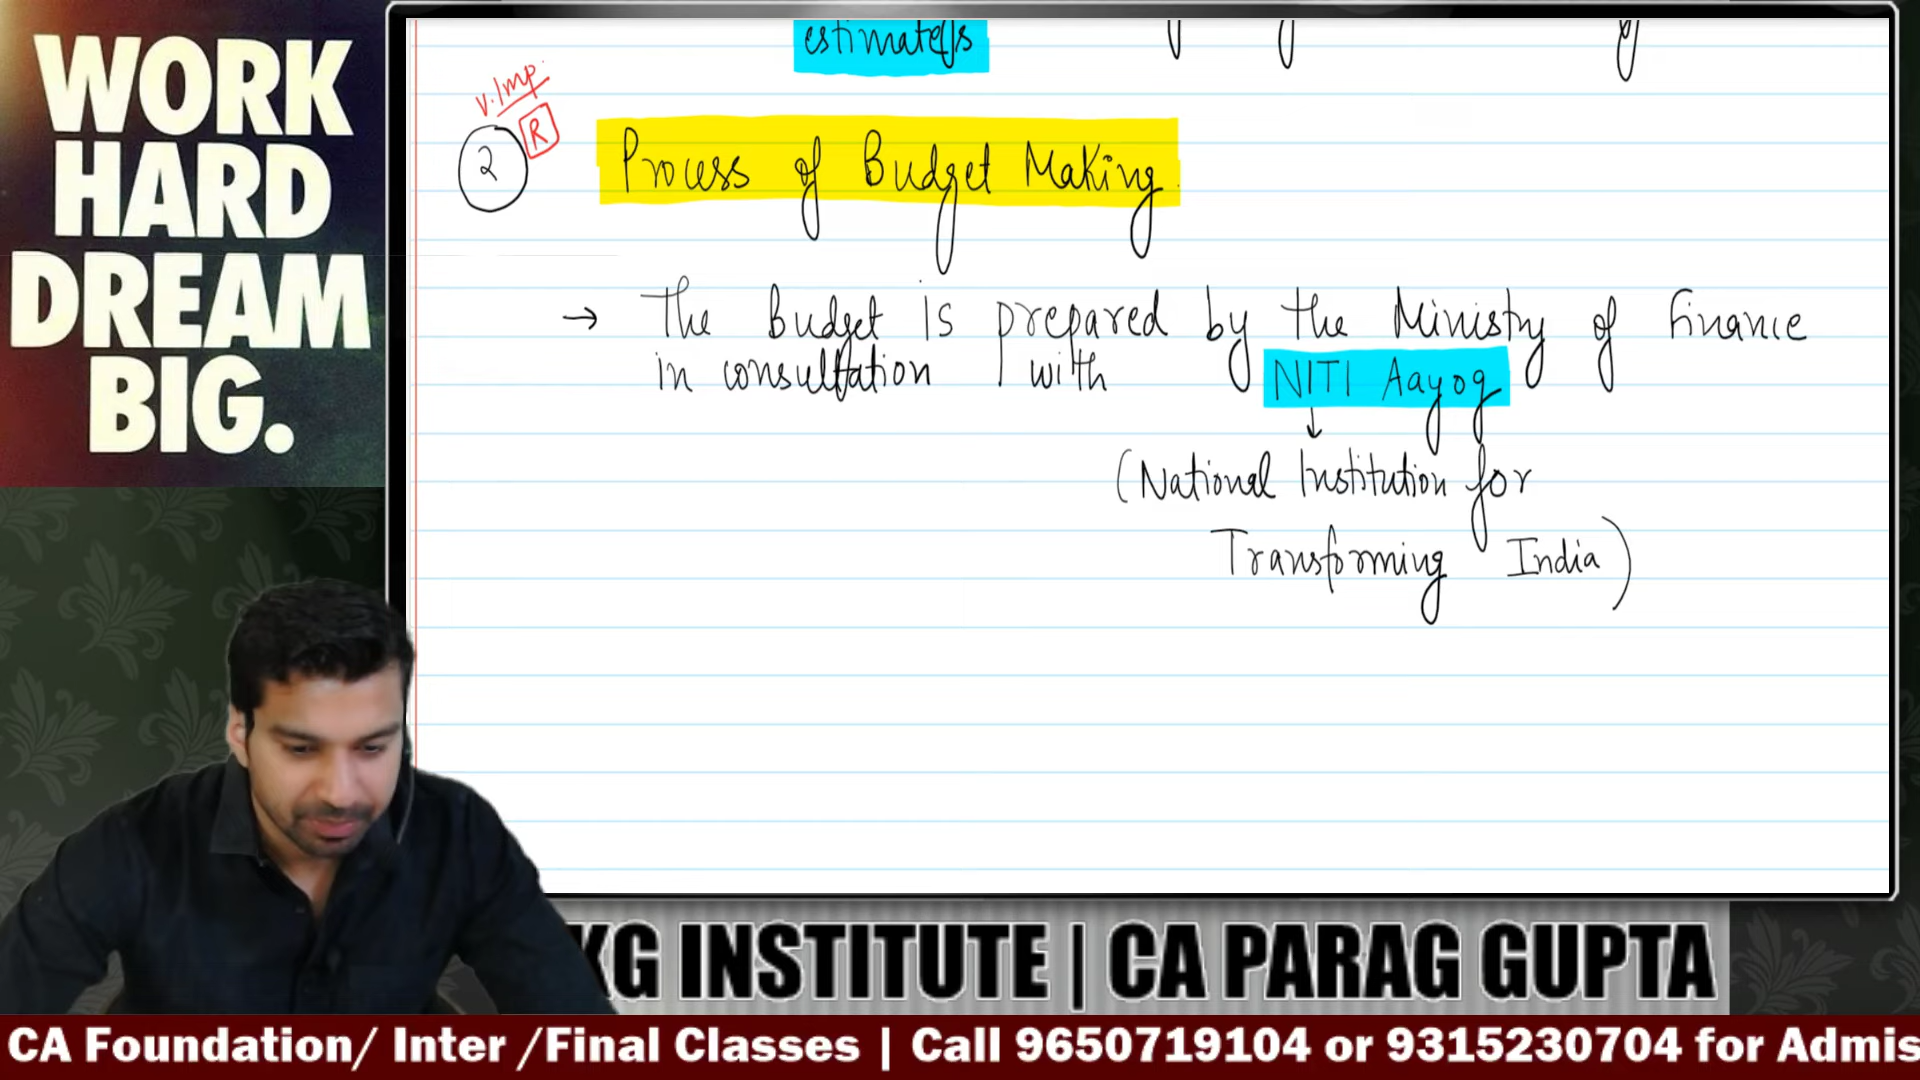 WORK
HARD
DREAM
BIG.
estimate(s
V. Imp.
2
R
Process of Budget Making
→ The Budget is prepared by the Ministry of Finance
in consultation with NITI Aayog
(National Institution for
Transforming India)
KG INSTITUTE | CA PARAG GUPTA
CA Foundation/ Inter /Final Classes | Call 9650719104 or 9315230704 for Admis